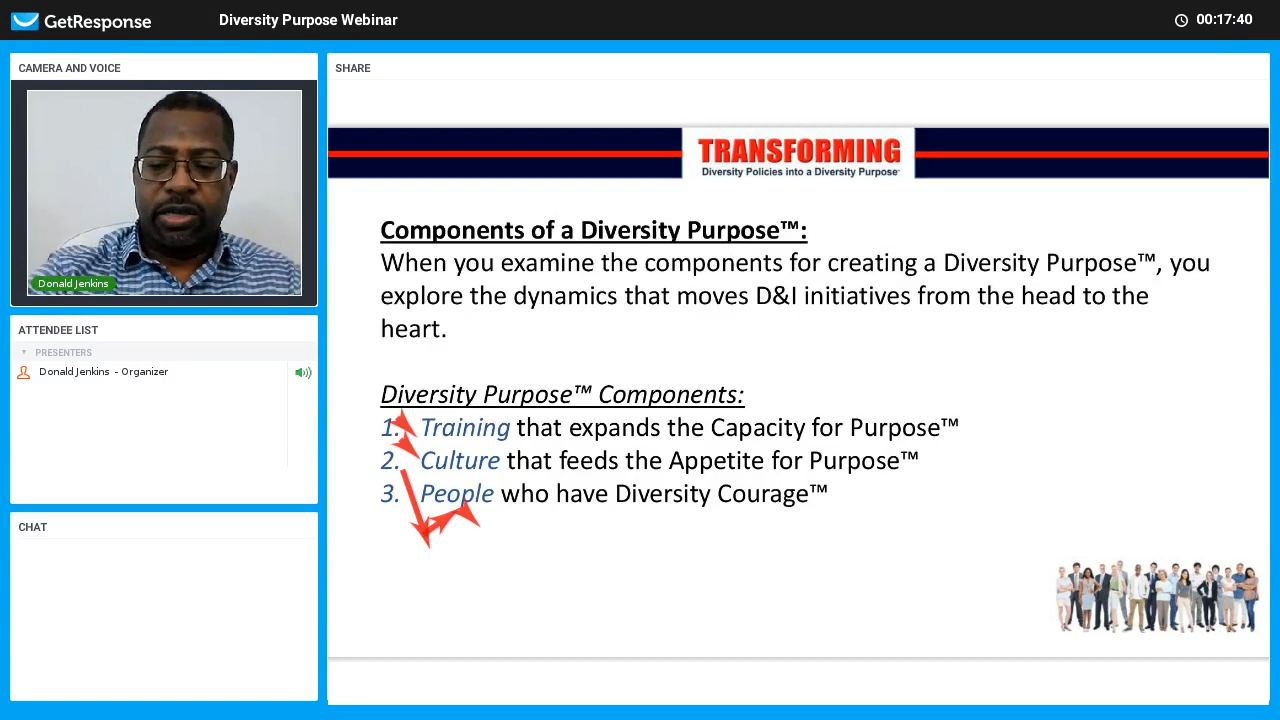 GetResponse
Diversity Purpose Webinar
00:17:40
CAMERA AND VOICE
Donald Jenkins
ATTENDEE LIST
PRESENTERS
Donald Jenkins - Organizer
CHAT
SHARE
TRANSFORMING
Diversity Policies into a Diversity Purpose
Components of a Diversity Purpose™:
When you examine the components for creating a Diversity Purpose™, you
explore the dynamics that moves D&I initiatives from the head to the
heart.
Diversity Purpose™ Components:
1. Training that expands the Capacity for Purpose™
2. Culture that feeds the Appetite for Purpose™
3. People who have Diversity Courage™